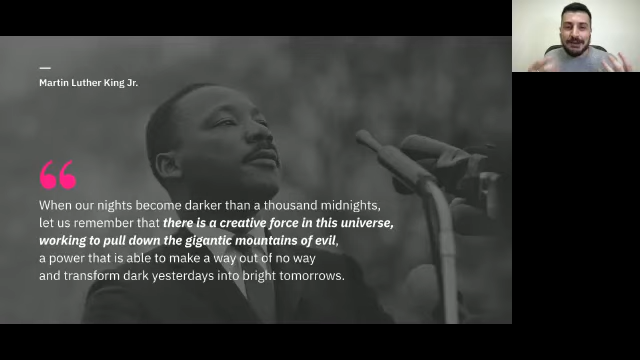 Martin Luther King Jr.
When our nights become darker than a thousand midnights,
let us remember that there is a creative force in this universe,
working to pull down the gigantic mountains of evil,
a power that is able to make a way out of no way
and transform dark yesterdays into bright tomorrows.